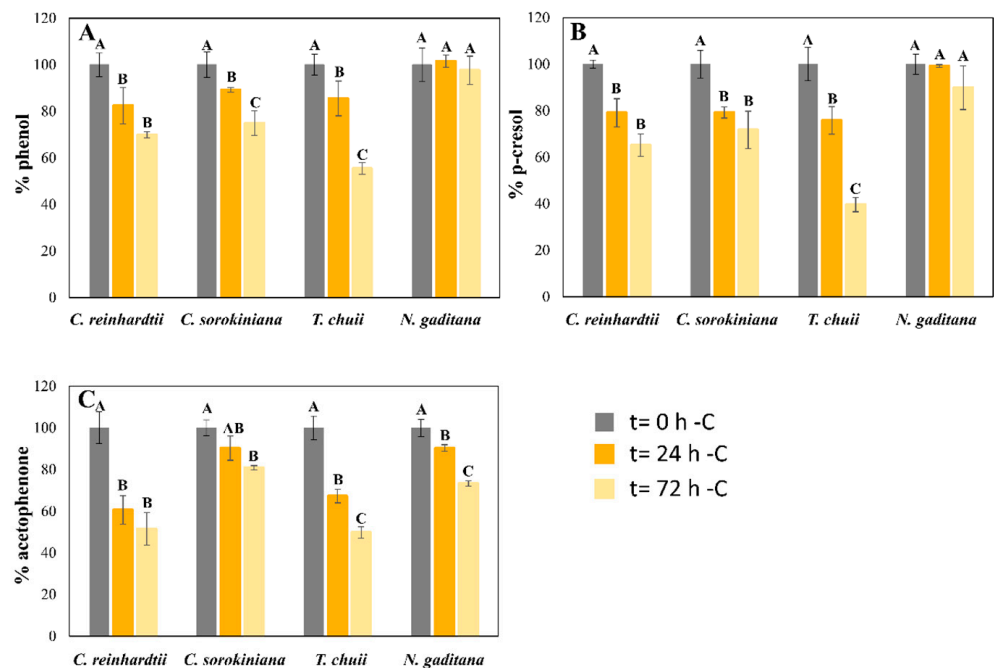 A
% phenol
120
100
80
60
40
20
0
A B B
A B C
A B C
A A A
C. reinhardtii C. sorokiniana T. chuii N. gaditana
B
% p-cresol
120
100
80
60
40
20
0
A B B
A B B
A B C
A A A
C. reinhardtii C. sorokiniana T. chuii N. gaditana
C
% acetophenone
120
100
80
60
40
20
0
A B B
A AB B
A B C
A B C
C. reinhardtii C. sorokiniana T. chuii N. gaditana
t= 0 h -C
t= 24 h -C
t= 72 h -C